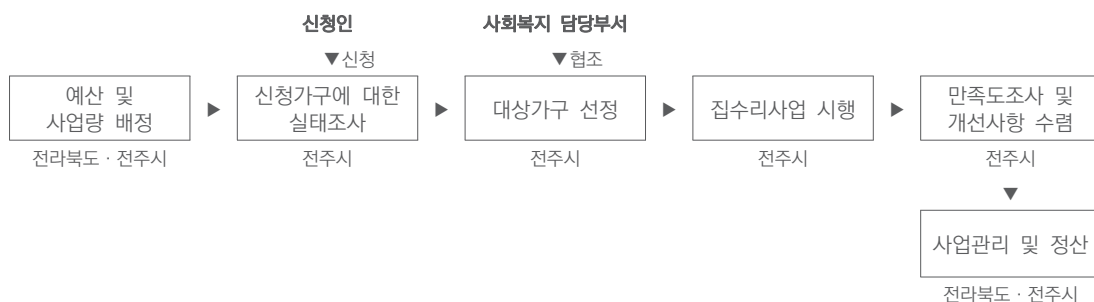 신청인
사회복지 담당부서
▼신청
▼협조
예산 및
사업량 배정
▶
신청가구에 대한
실태조사
▶
대상가구 선정
▶
집수리사업 시행
▶
만족도조사 및
개선사항 수렴
전라북도 · 전주시
전주시
전주시
전주시
전주시
▼
사업관리 및 정산
전라북도 · 전주시